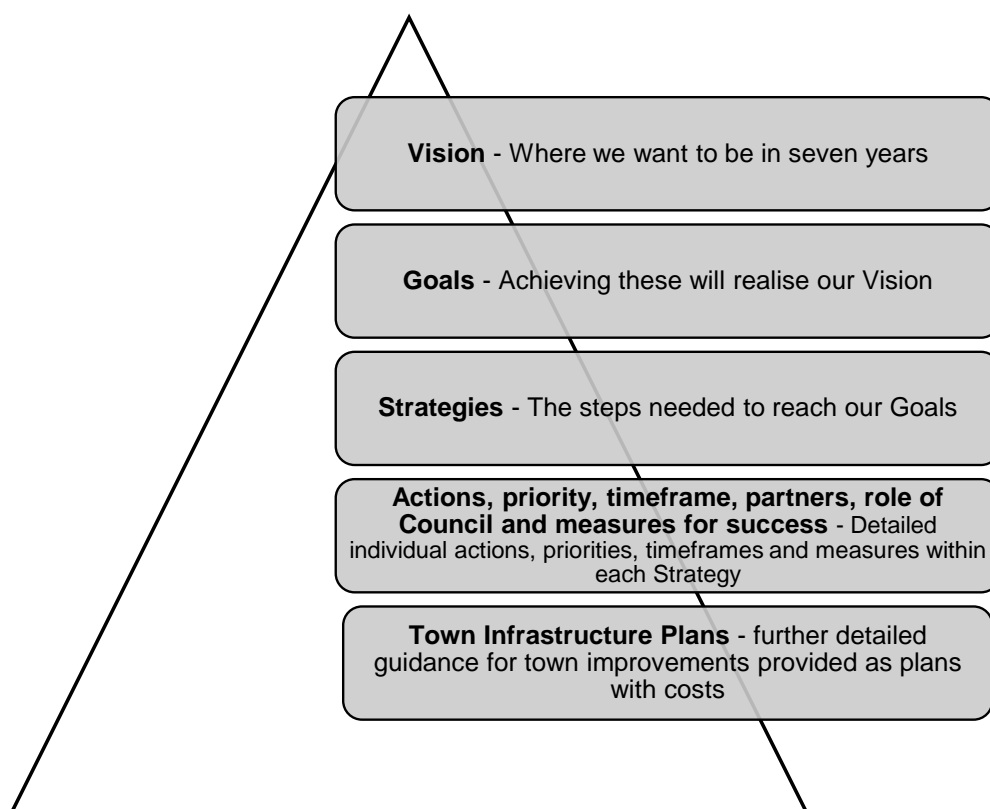 Vision - Where we want to be in seven years
Goals - Achieving these will realise our Vision
Strategies - The steps needed to reach our Goals
Actions, priority, timeframe, partners, role of
Council and measures for success - Detailed
individual actions, priorities, timeframes and measures within
each Strategy
Town Infrastructure Plans - further detailed
guidance for town improvements provided as plans
with costs